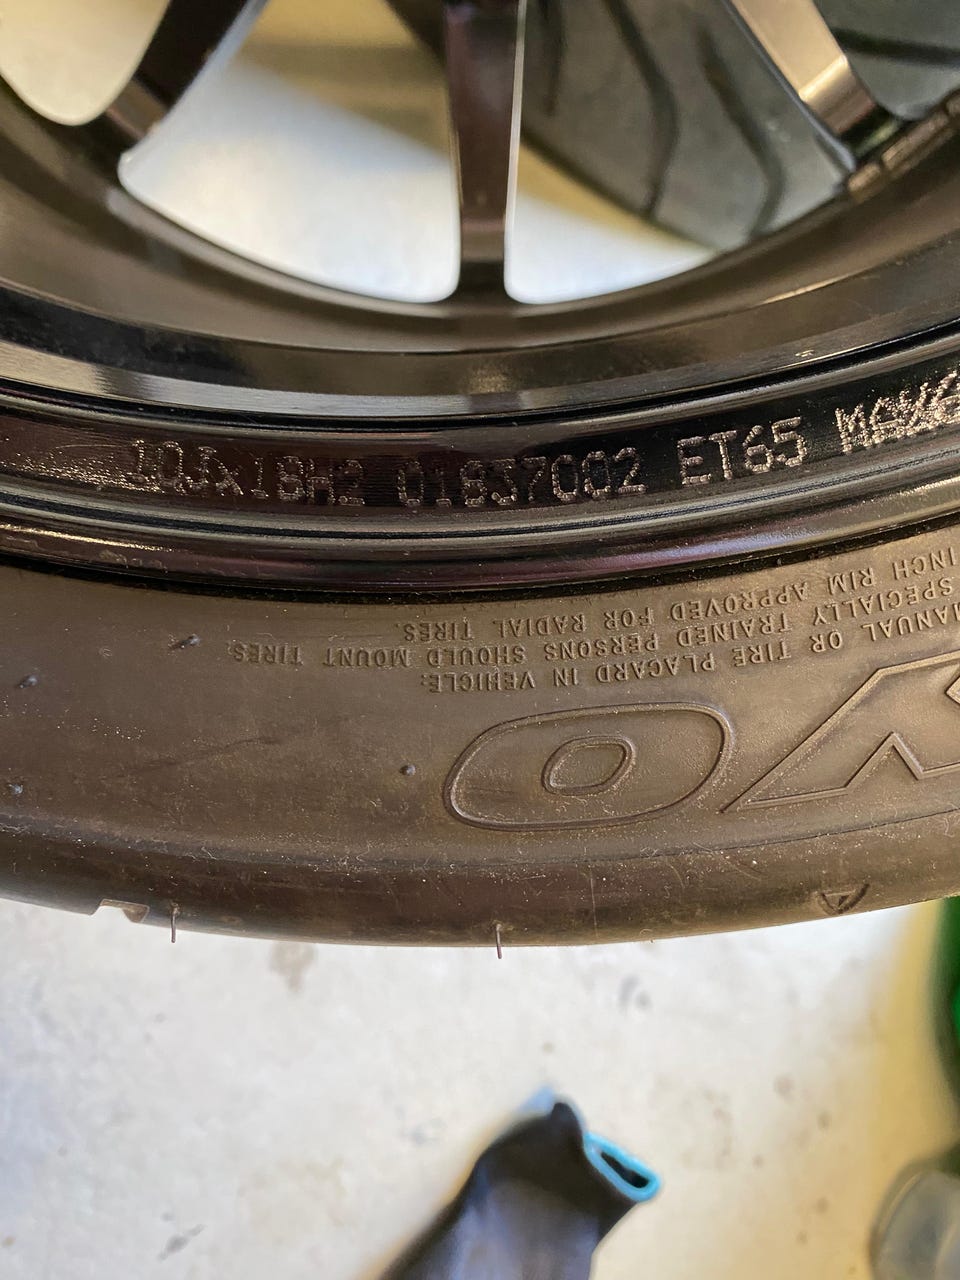 10Jx18H2 01837002 ET65
YO
MANUAL OR TIRE PLACARD IN VEHICLE;
SPECIALLY TRAINED PERSONS SHOULD MOUNT TIRES.
INCH RIM APPROVED FOR RADIAL TIRES.